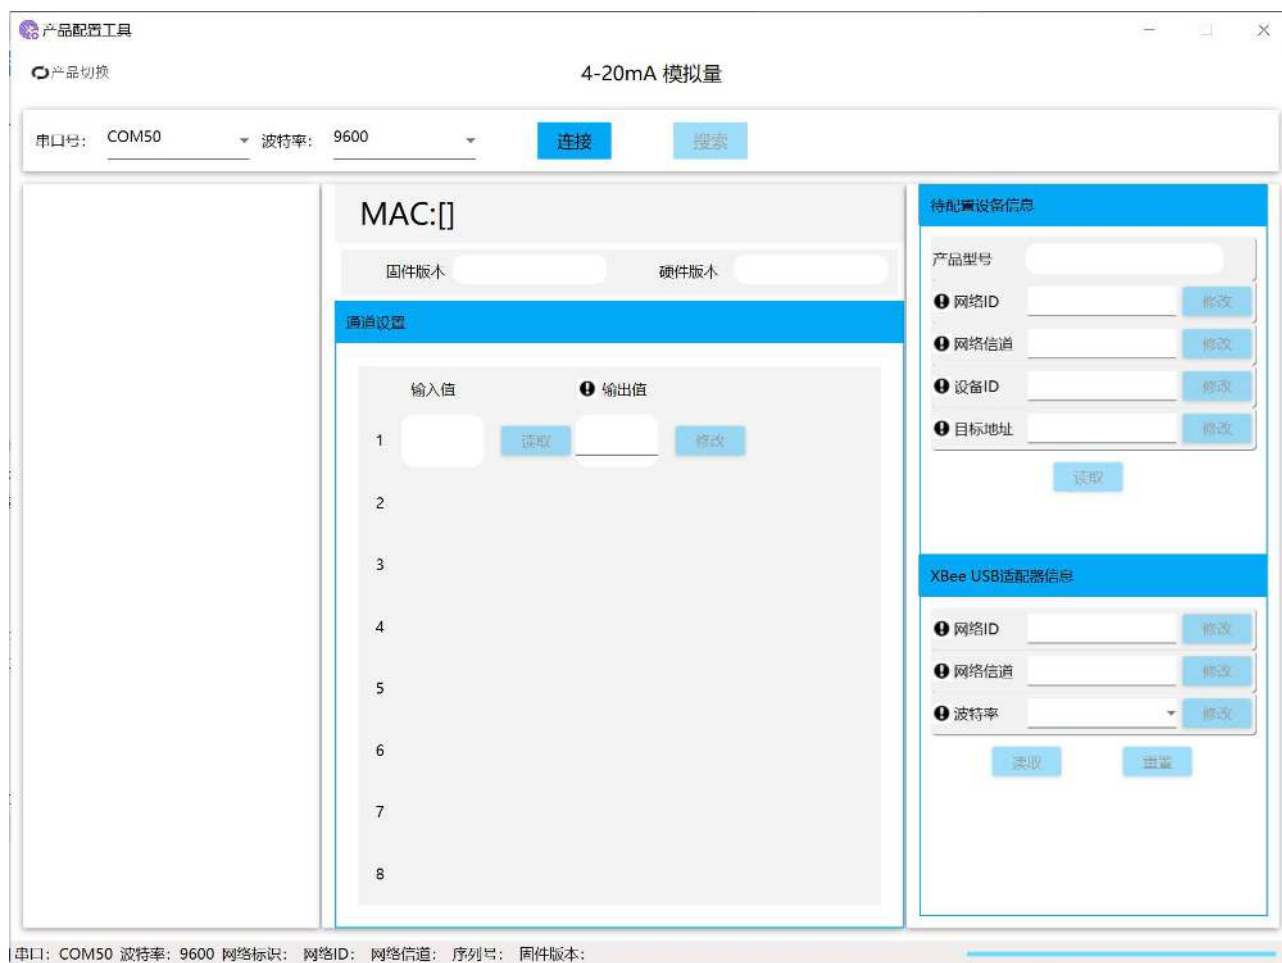 产品配置工具
产品切换
4-20mA 模拟量
串口号: COM50 波特率: 9600 连接 搜索
MAC:[]
固件版本 硬件版本
通道设置
输入值 输出值
1 读取 修改
2
3
4
5
6
7
8
待配置设备信息
产品型号
网络ID 修改
网络信道 修改
设备ID 修改
目标地址 修改
读取
XBee USB适配器信息
网络ID 修改
网络信道 修改
波特率 修改
读取 重置
串口: COM50 波特率: 9600 网络标识: 网络ID: 网络信道: 序列号: 固件版本: